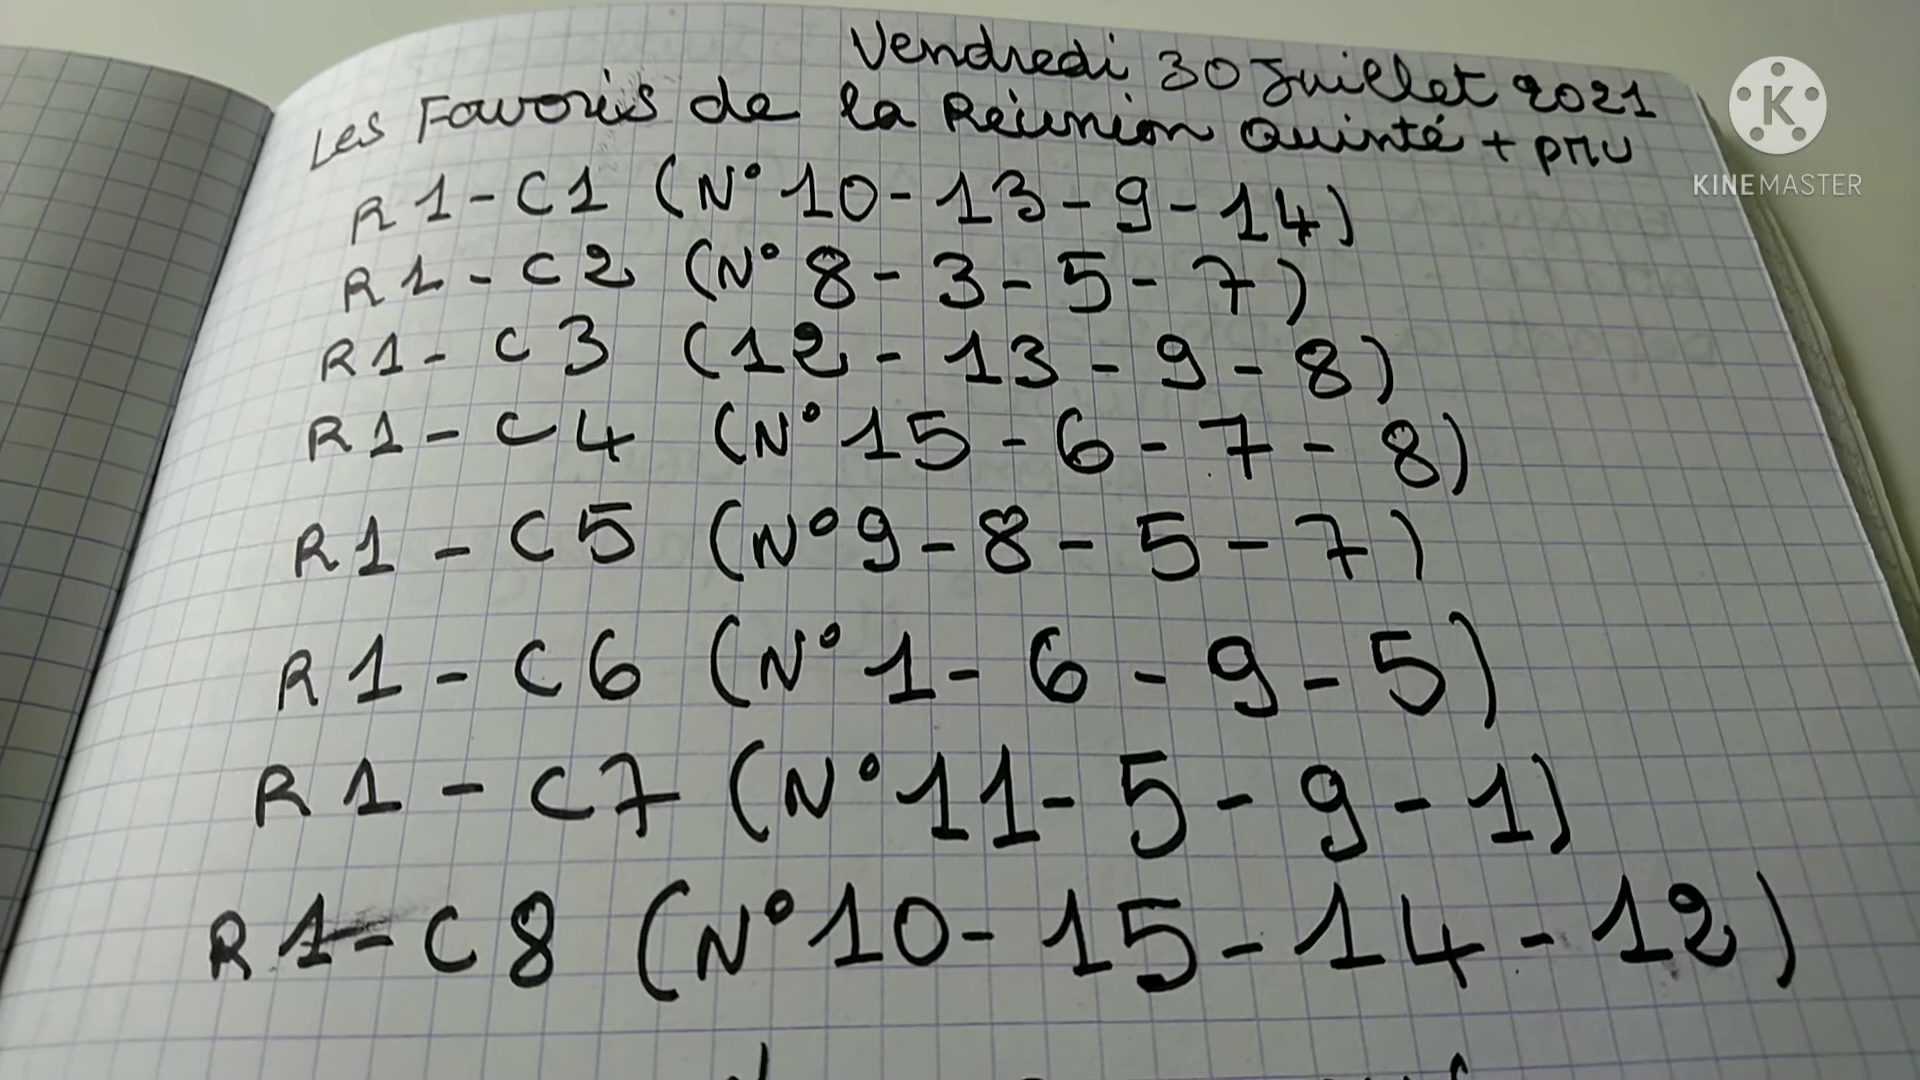 Vendredi 30 Juillet 2021
Les Favoris de la Réunion Quinté + PMU
R1-C1 (N° 10-13-9-14)
R1-C2 (N° 8-3-5-7)
R1-C3 (12-13-9-8)
R1-C4 (N° 15-6-7-8)
R1-C5 (N° 9-8-5-7)
R1-C6 (N° 1-6-9-5)
R1-C7 (N° 11-5-9-1)
R1-C8 (N° 10-15-14-12)
K
KINEMASTER